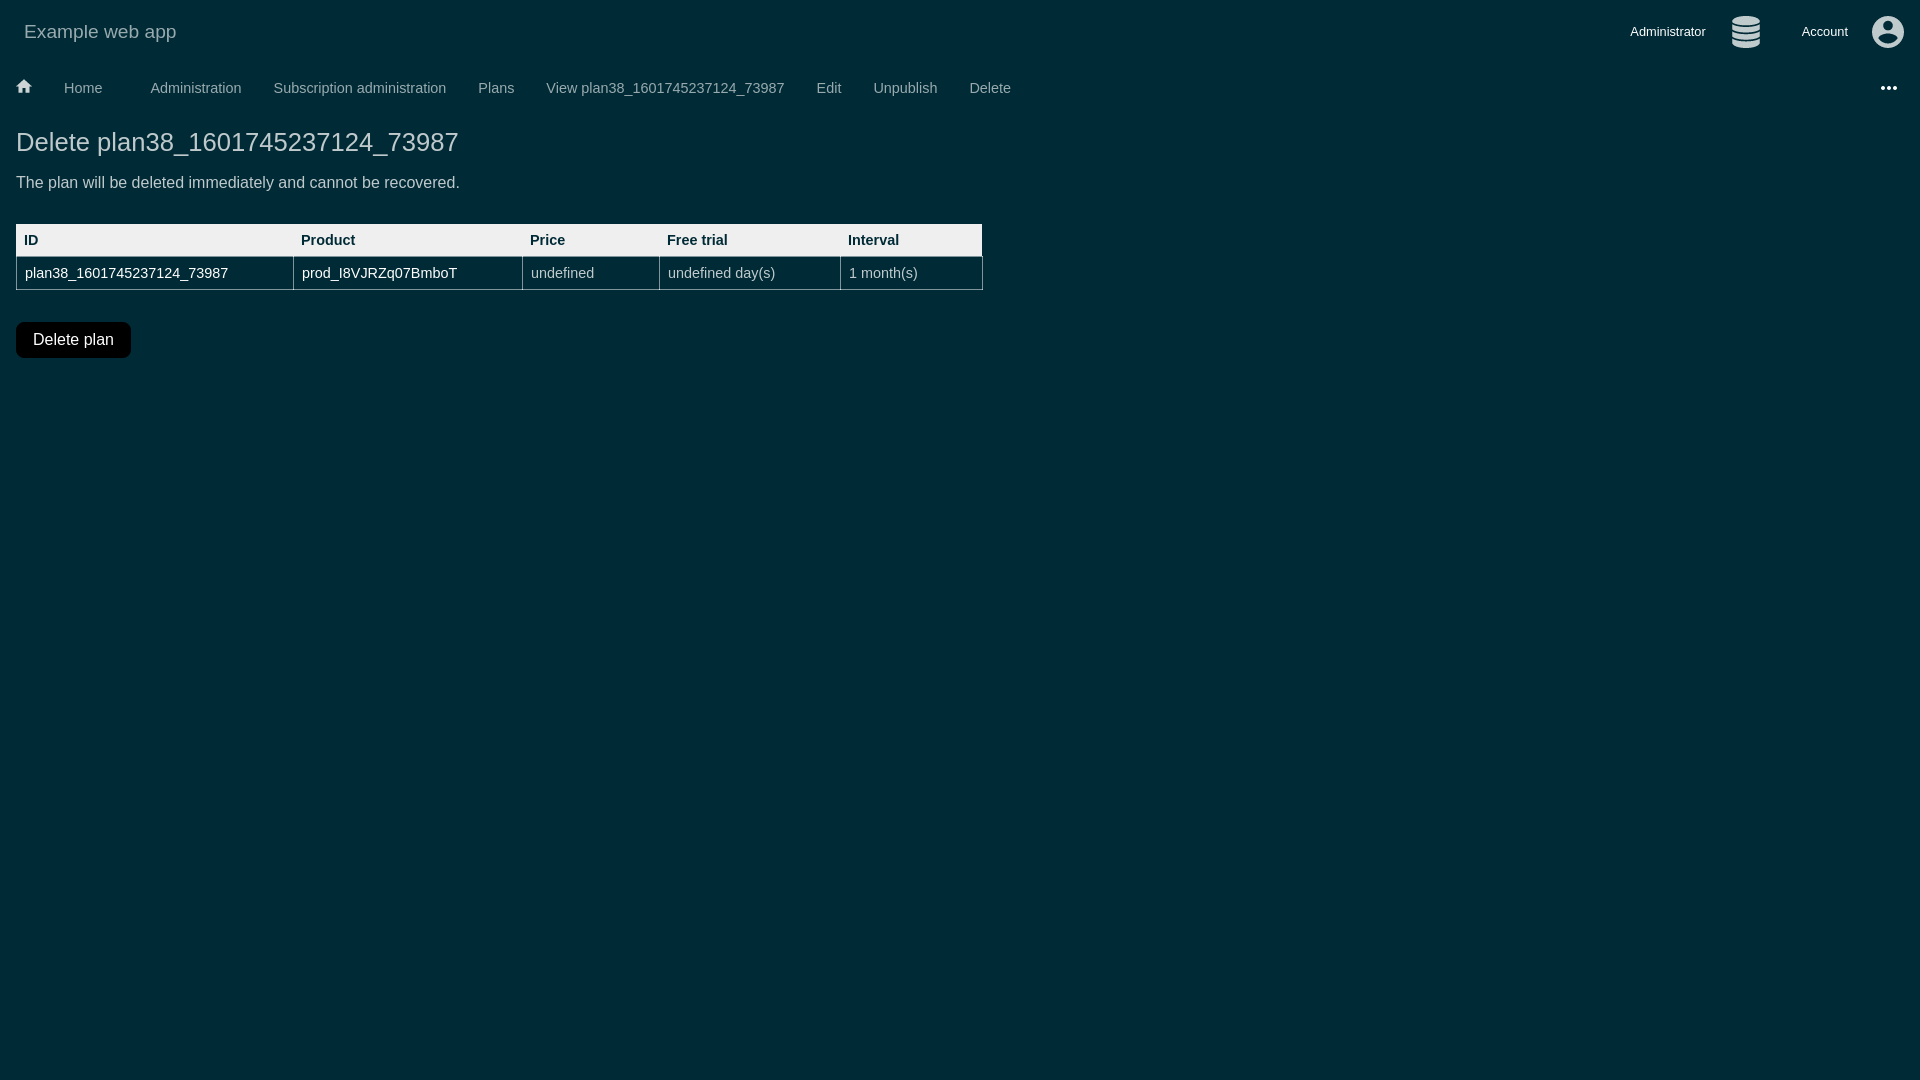 Example web app
Administrator
Account
Home
Administration
Subscription administration
Plans
View plan38_1601745237124_73987
Edit
Unpublish
Delete
Delete plan38_1601745237124_73987
The plan will be deleted immediately and cannot be recovered.
ID Product Price Free trial Interval
plan38_1601745237124_73987 prod_I8VJRZq07BmboT undefined undefined day(s) 1 month(s)
Delete plan